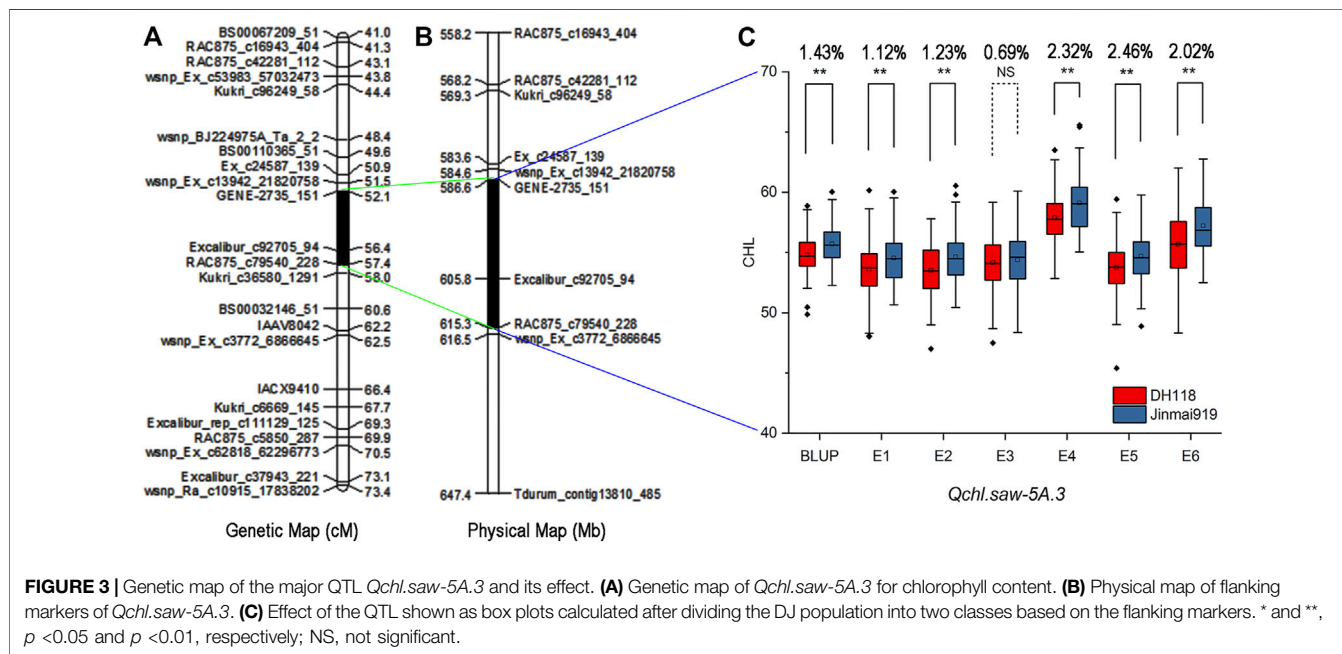 A
BS00067209_51 41.0
RAC875_c16943_404 41.3
RAC875_c42281_112 43.1
wsnp_Ex_c53983_57032473 43.8
Kukri_c96249_58 44.4
wsnp_BJ224975A_Ta_2_2 48.4
BS00110365_51 49.6
Ex_c24587_139 50.9
wsnp_Ex_c13942_21820758 51.5
GENE-2735_151 52.1
Excalibur_c92705_94 56.4
RAC875_c79540_228 57.4
Kukri_c36580_1291 58.0
BS00032146_51 60.6
IAAV8042 62.2
wsnp_Ex_c3772_6866645 62.5
IACX9410 66.4
Kukri_c6669_145 67.7
Excalibur_rep_c111129_125 69.3
RAC875_c5850_287 69.9
wsnp_Ex_c62818_62296773 70.5
Excalibur_c37943_221 73.1
wsnp_Ra_c10915_17838202 73.4
Genetic Map (cM)
B
558.2 RAC875_c16943_404
568.2 RAC875_c42281_112
569.3 Kukri_c96249_58
583.6 Ex_c24587_139
584.6 wsnp_Ex_c13942_21820758
586.6 GENE-2735_151
605.8 Excalibur_c92705_94
615.3 RAC875_c79540_228
616.5 wsnp_Ex_c3772_6866645
647.4 Tdurum_contig13810_485
Physical Map (Mb)
C
1.43% 1.12% 1.23% 0.69% 2.32% 2.46% 2.02%
** ** ** NS ** ** **
70
60
50
40
CHL
DH118
Jinmai919
BLUP E1 E2 E3 E4 E5 E6
Qchl.saw-5A.3
FIGURE 3 | Genetic map of the major QTL Qchl.saw-5A.3 and its effect. (A) Genetic map of Qchl.saw-5A.3 for chlorophyll content. (B) Physical map of flanking
markers of Qchl.saw-5A.3. (C) Effect of the QTL shown as box plots calculated after dividing the DJ population into two classes based on the flanking markers. * and **,
p <0.05 and p <0.01, respectively; NS, not significant.